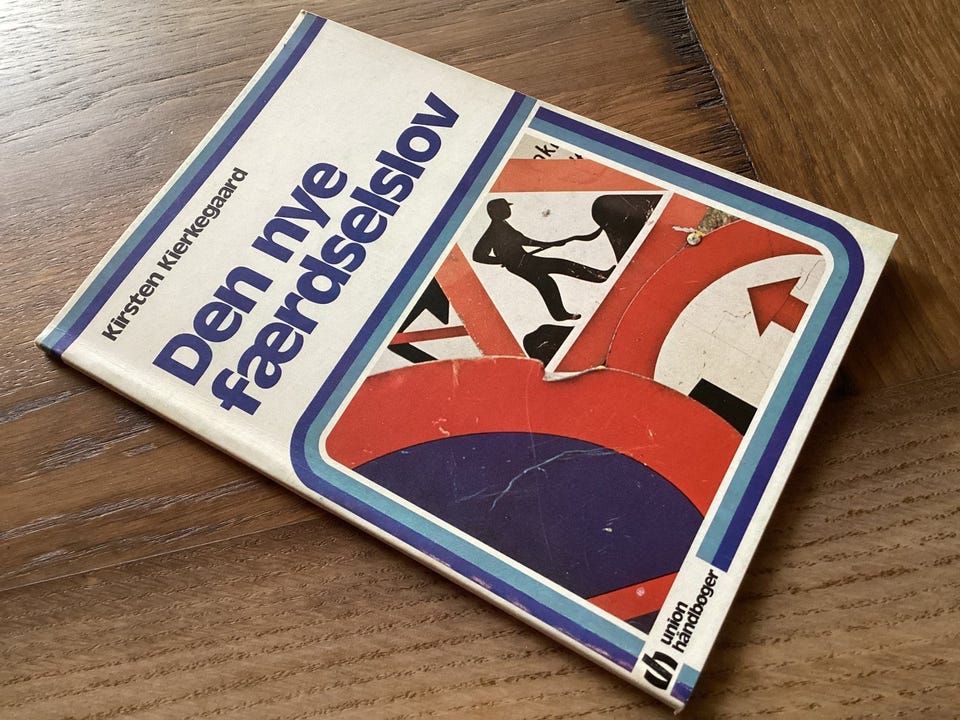 Kirsten Kierkegaard
Den nye
færdselslov
union
håndbøger